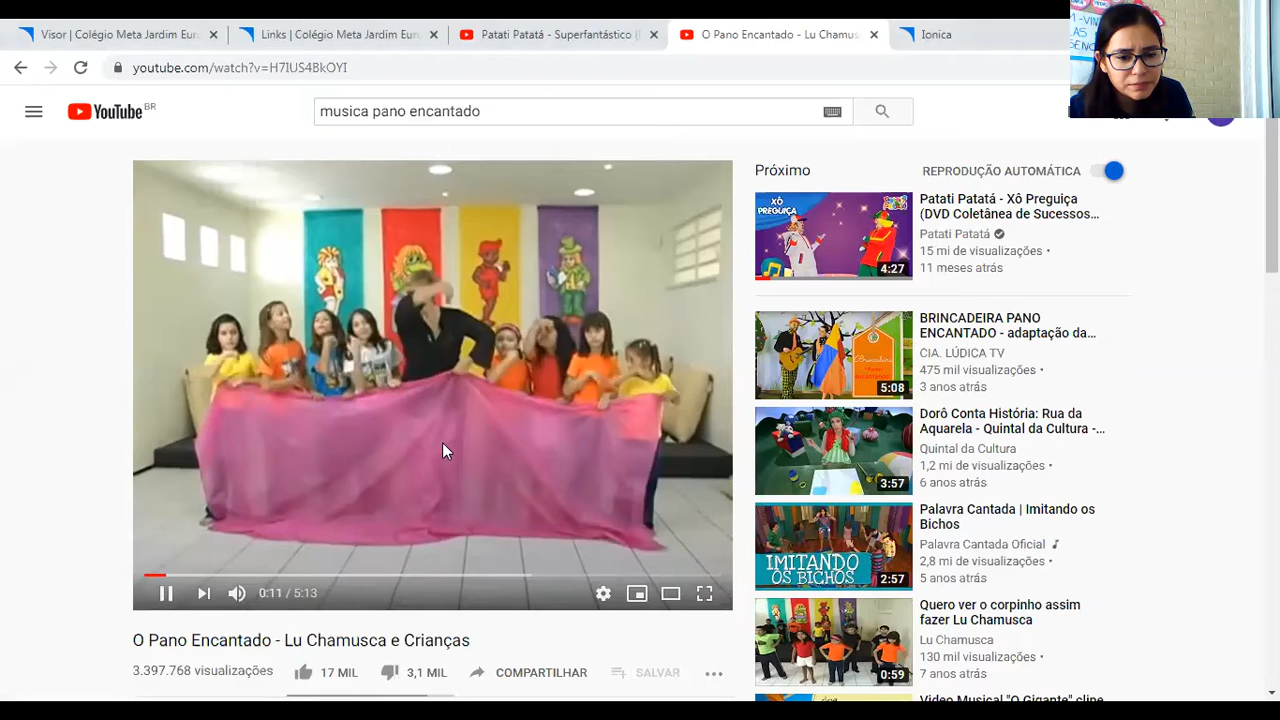 Visor | Colégio Meta Jardim Euro
Links | Colégio Meta Jardim Euro
Patati Patatá - Superfantástico (
O Pano Encantado - Lu Chamus
Ionica
youtube.com/watch?v=H7IUS4BkOYI
YouTube BR
musica pano encantado
Próximo
REPRODUÇÃO AUTOMÁTICA
XÔ PREGUIÇA
4:27
Patati Patatá - Xô Preguiça
(DVD Coletânea de Sucessos...
Patati Patatá
15 mi de visualizações •
11 meses atrás
5:08
BRINCADEIRA PANO
ENCANTADO - adaptação da...
CIA. LÚDICA TV
475 mil visualizações •
3 anos atrás
3:57
Dorô Conta História: Rua da
Aquarela - Quintal da Cultura -...
Quintal da Cultura
1,2 mi de visualizações •
6 anos atrás
IMITANDO
OS BICHOS
2:57
Palavra Cantada | Imitando os
Bichos
Palavra Cantada Oficial
2,8 mi de visualizações •
5 anos atrás
0:59
Quero ver o corpinho assim
fazer Lu Chamusca
Lu Chamusca
130 mil visualizações •
7 anos atrás
Video Musical "O Gigante" cline
0:11 / 5:13
O Pano Encantado - Lu Chamusca e Crianças
3.397.768 visualizações
17 MIL
3,1 MIL
COMPARTILHAR
SALVAR